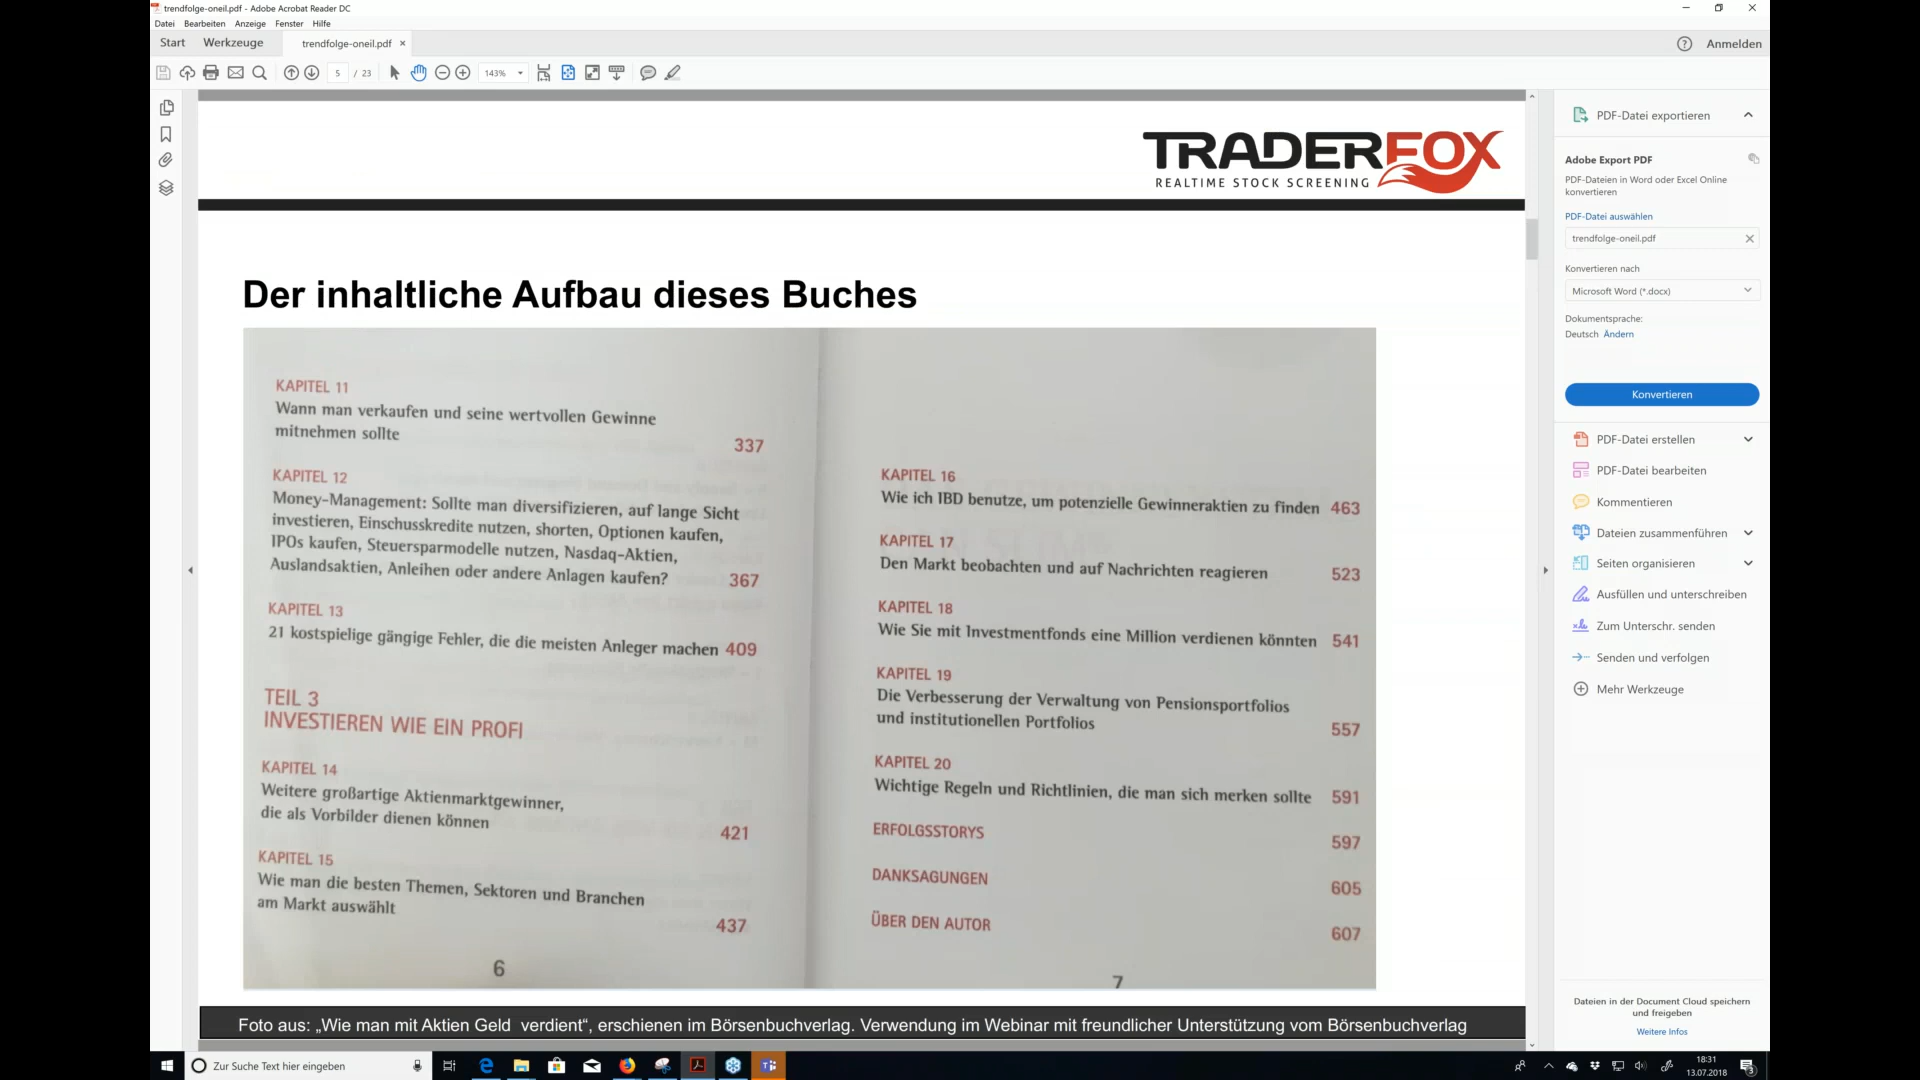 trendfolge-oneil.pdf - Adobe Acrobat Reader DC
Datei Bearbeiten Anzeige Fenster Hilfe
Start Werkzeuge trendfolge-oneil.pdf × Anmelden
5 / 23 143%
TRADERFOX
REALTIME STOCK SCREENING
Der inhaltliche Aufbau dieses Buches
KAPITEL 11
Wann man verkaufen und seine wertvollen Gewinne
mitnehmen sollte 337
KAPITEL 12
Money-Management: Sollte man diversifizieren, auf lange Sicht
investieren, Einschusskredite nutzen, shorten, Optionen kaufen,
IPOs kaufen, Steuersparmodelle nutzen, Nasdaq-Aktien,
Auslandsaktien, Anleihen oder andere Anlagen kaufen? 367
KAPITEL 13
21 kostspielige gängige Fehler, die die meisten Anleger machen 409
TEIL 3
INVESTIEREN WIE EIN PROFI
KAPITEL 14
Weitere großartige Aktienmarktgewinner,
die als Vorbilder dienen können 421
KAPITEL 15
Wie man die besten Themen, Sektoren und Branchen
am Markt auswählt 437
6
KAPITEL 16
Wie ich IBD benutze, um potenzielle Gewinneraktien zu finden 463
KAPITEL 17
Den Markt beobachten und auf Nachrichten reagieren 523
KAPITEL 18
Wie Sie mit Investmentfonds eine Million verdienen könnten 541
KAPITEL 19
Die Verbesserung der Verwaltung von Pensionsportfolios
und institutionellen Portfolios 557
KAPITEL 20
Wichtige Regeln und Richtlinien, die man sich merken sollte 591
ERFOLGSSTORYS 597
DANKSAGUNGEN 605
ÜBER DEN AUTOR 607
7
Foto aus: „Wie man mit Aktien Geld verdient“, erschienen im Börsenbuchverlag. Verwendung im Webinar mit freundlicher Unterstützung vom Börsenbuchverlag
PDF-Datei exportieren
Adobe Export PDF
PDF-Dateien in Word oder Excel Online
konvertieren
PDF-Datei auswählen
trendfolge-oneil.pdf
Konvertieren nach
Microsoft Word (*.docx)
Dokumentsprache:
Deutsch Ändern
Konvertieren
PDF-Datei erstellen
PDF-Datei bearbeiten
Kommentieren
Dateien zusammenführen
Seiten organisieren
Ausfüllen und unterschreiben
Zum Unterschr. senden
Senden und verfolgen
Mehr Werkzeuge
Dateien in der Document Cloud speichern
und freigeben
Weitere Infos
Zur Suche Text hier eingeben
18:31
13.07.2018